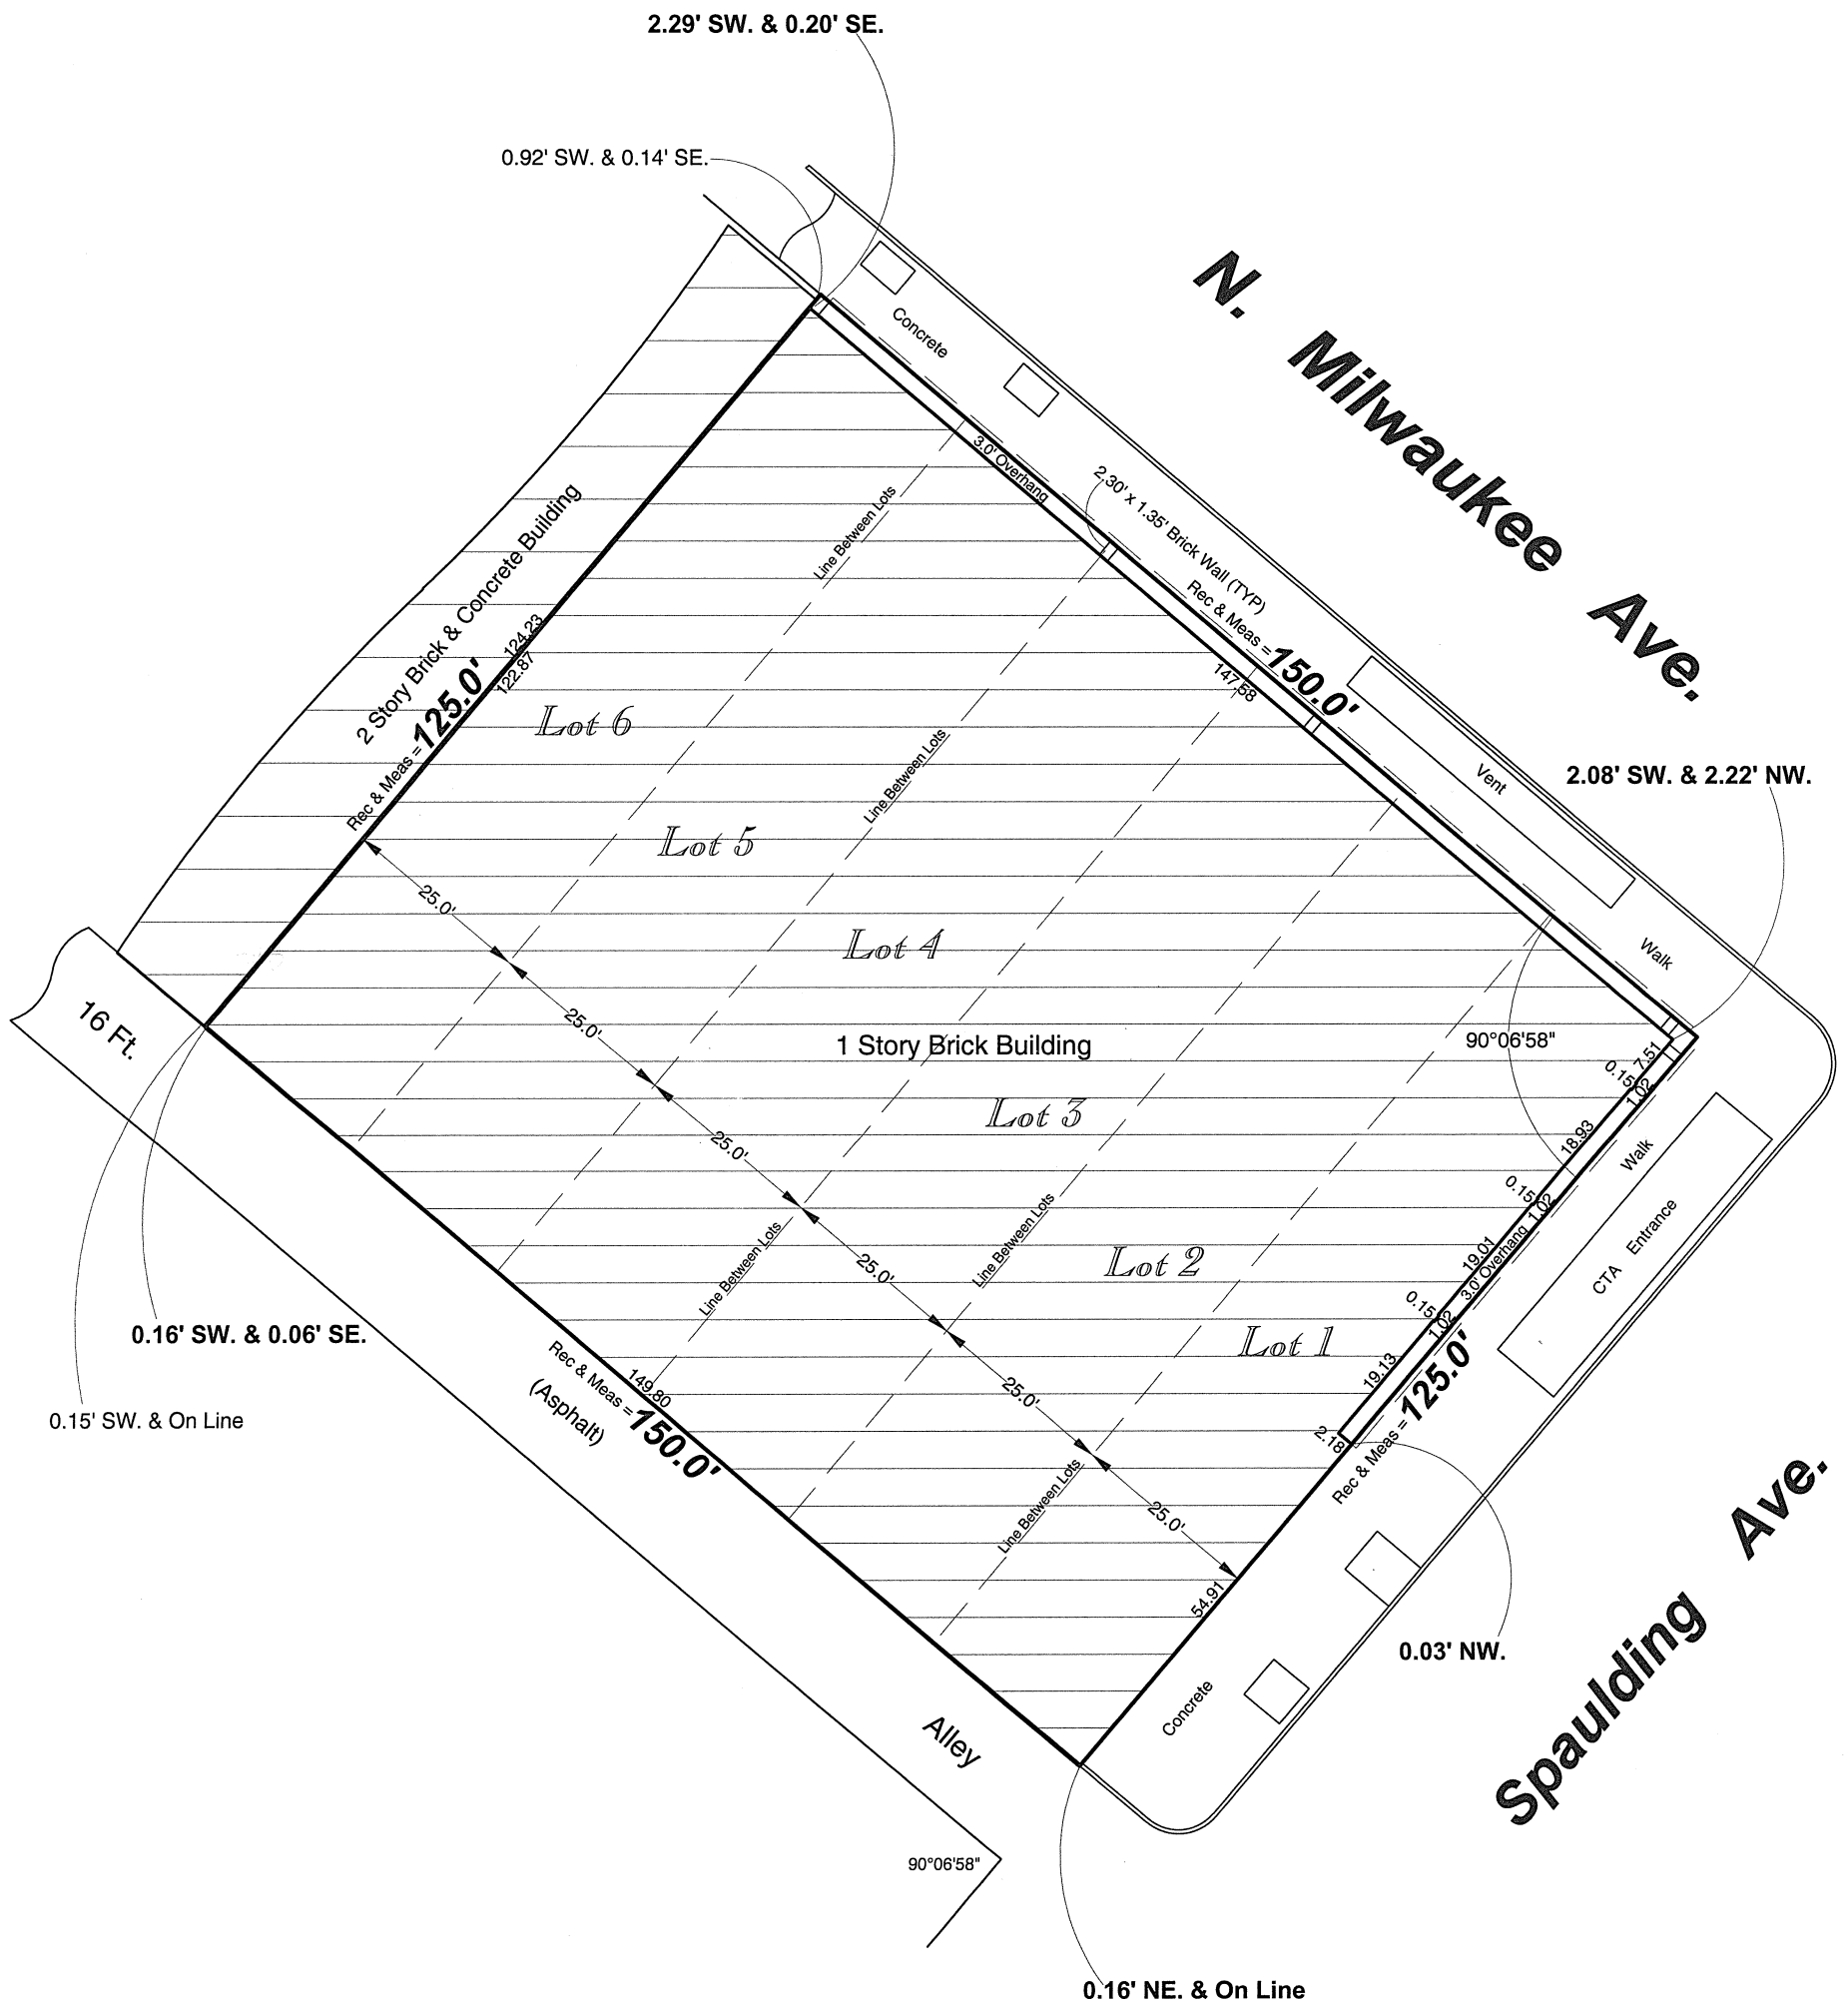 2.29' SW. & 0.20' SE.
0.92' SW. & 0.14' SE.
N. Milwaukee Ave.
Concrete
3.0' Overhang
2.30' x 1.35' Brick Wall (TYP)
Rec & Meas = 150.0'
147.58
Line Between Lots
2 Story Brick & Concrete Building
124.23
122.87
Rec & Meas = 125.0'
Lot 6
Line Between Lots
Vent
2.08' SW. & 2.22' NW.
Lot 5
25.0'
Lot 4
Walk
16 Ft.
25.0'
1 Story Brick Building
90°06'58"
7.51
0.15
1.02
Lot 3
25.0'
18.93
Walk
0.15
1.02
CTA Entrance
Line Between Lots
Line Between Lots
Lot 2
19.01
3.0' Overhang
25.0'
0.15
1.02
0.16' SW. & 0.06' SE.
Lot 1
19.13
Rec & Meas = 125.0'
149.80
Rec & Meas = 150.0'
(Asphalt)
25.0'
0.15' SW. & On Line
2.18
Line Between Lots
25.0'
54.91
Spaulding Ave.
0.03' NW.
Concrete
Alley
90°06'58"
0.16' NE. & On Line